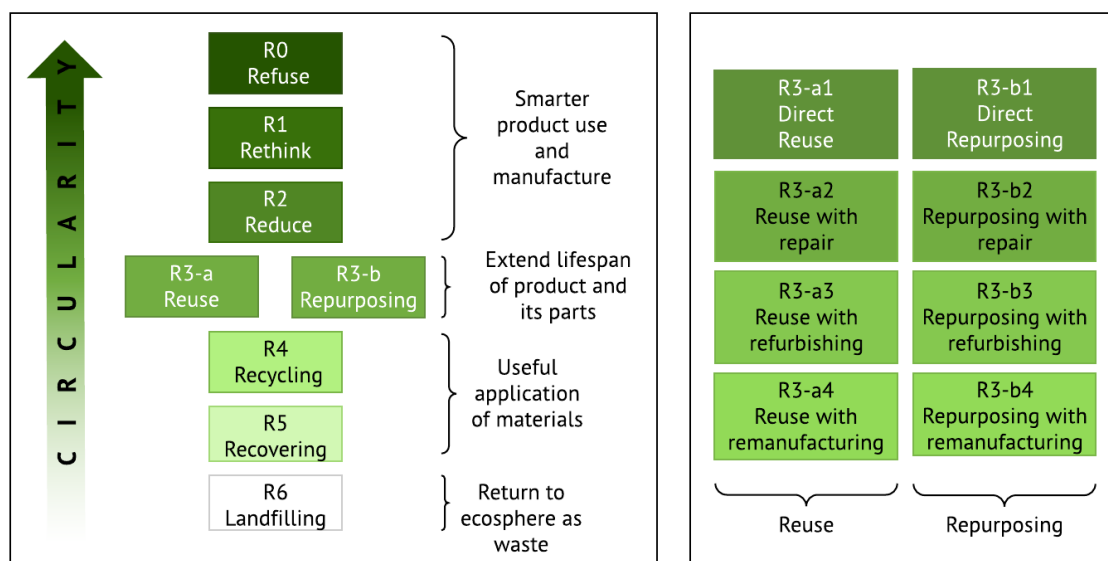 CIRCULARITY
R0
Refuse
R1
Rethink
R2
Reduce
Smarter
product use
and
manufacture
R3-a
Reuse
R3-b
Repurposing
Extend lifespan
of product and
its parts
R4
Recycling
R5
Recovering
Useful
application
of materials
R6
Landfilling
Return to
ecosphere as
waste
R3-a1
Direct
Reuse
R3-b1
Direct
Repurposing
R3-a2
Reuse with
repair
R3-b2
Repurposing with
repair
R3-a3
Reuse with
refurbishing
R3-b3
Repurposing with
refurbishing
R3-a4
Reuse with
remanufacturing
R3-b4
Repurposing with
remanufacturing
Reuse
Repurposing